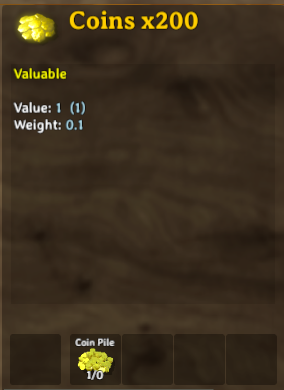 Coins x200
Valuable
Value: 1 (1)
Weight: 0.1
Coin Pile
1/0